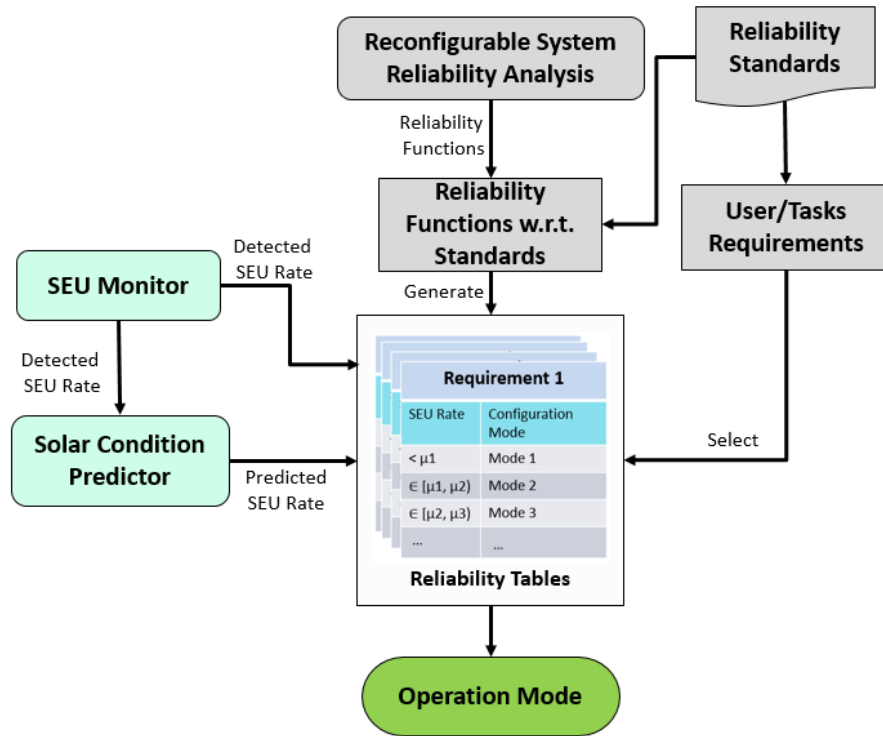 Reconfigurable System
Reliability Analysis
Reliability
Standards
Reliability
Functions
Reliability
Functions w.r.t.
Standards
User/Tasks
Requirements
Detected
SEU Rate
SEU Monitor
Generate
Detected
SEU Rate
Requirement 1
SEU Rate
Configuration
Mode
< μ1
Mode 1
∈ [μ1, μ2)
Mode 2
∈ [μ2, μ3)
Mode 3
...
...
Select
Solar Condition
Predictor
Predicted
SEU Rate
Reliability Tables
Operation Mode